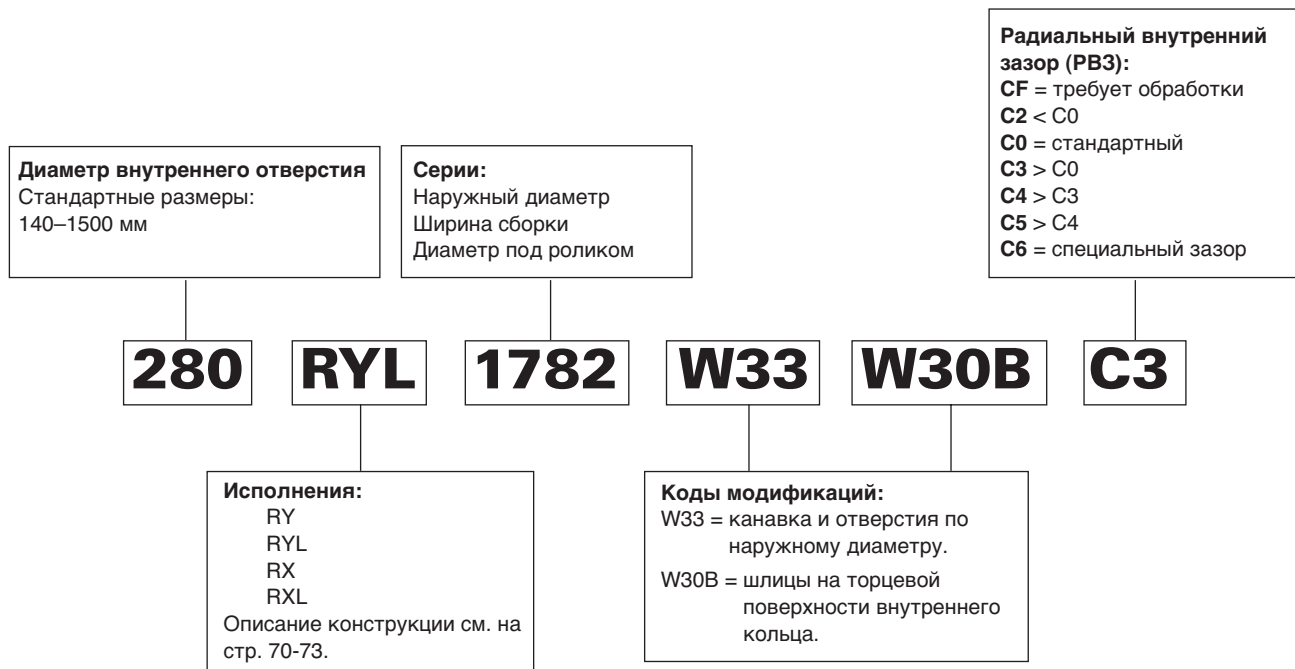 Радиальный внутренний
зазор (РВЗ):
CF = требует обработки
C2 < C0
C0 = стандартный
C3 > C0
C4 > C3
C5 > C4
C6 = специальный зазор
Диаметр внутреннего отверстия
Стандартные размеры:
140–1500 мм
Серии:
Наружный диаметр
Ширина сборки
Диаметр под роликом
280 RYL 1782 W33 W30B C3
Исполнения:
RY
RYL
RX
RXL
Описание конструкции см. на
стр. 70-73.
Коды модификаций:
W33 = канавка и отверстия по
наружному диаметру.
W30B = шлицы на торцевой
поверхности внутреннего
кольца.